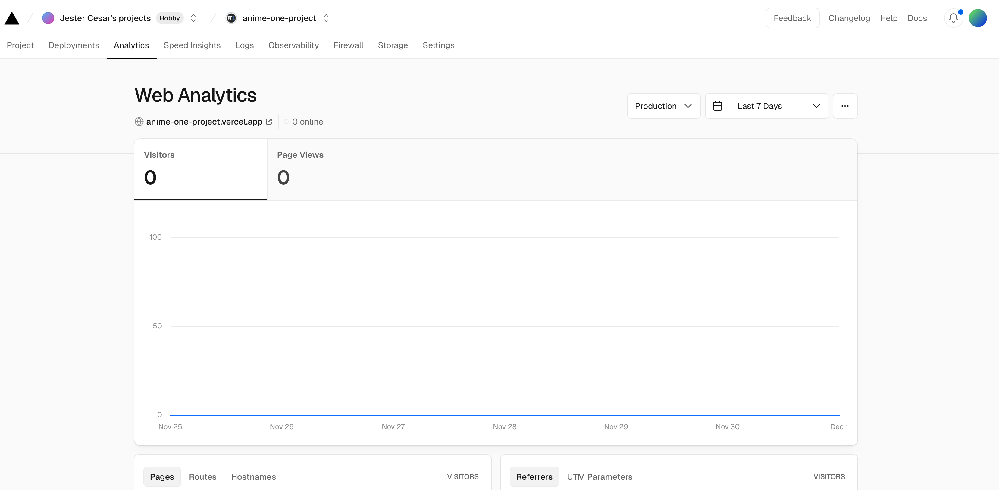 Jester Cesar's projects Hobby anime-one-project Feedback Changelog Help Docs
Project Deployments Analytics Speed Insights Logs Observability Firewall Storage Settings
Web Analytics
anime-one-project.vercel.app 0 online
Production Last 7 Days
Visitors Page Views
0 0
100
50
0
Nov 25 Nov 26 Nov 27 Nov 28 Nov 29 Nov 30 Dec 1
Pages Routes Hostnames VISITORS Referrers UTM Parameters VISITORS